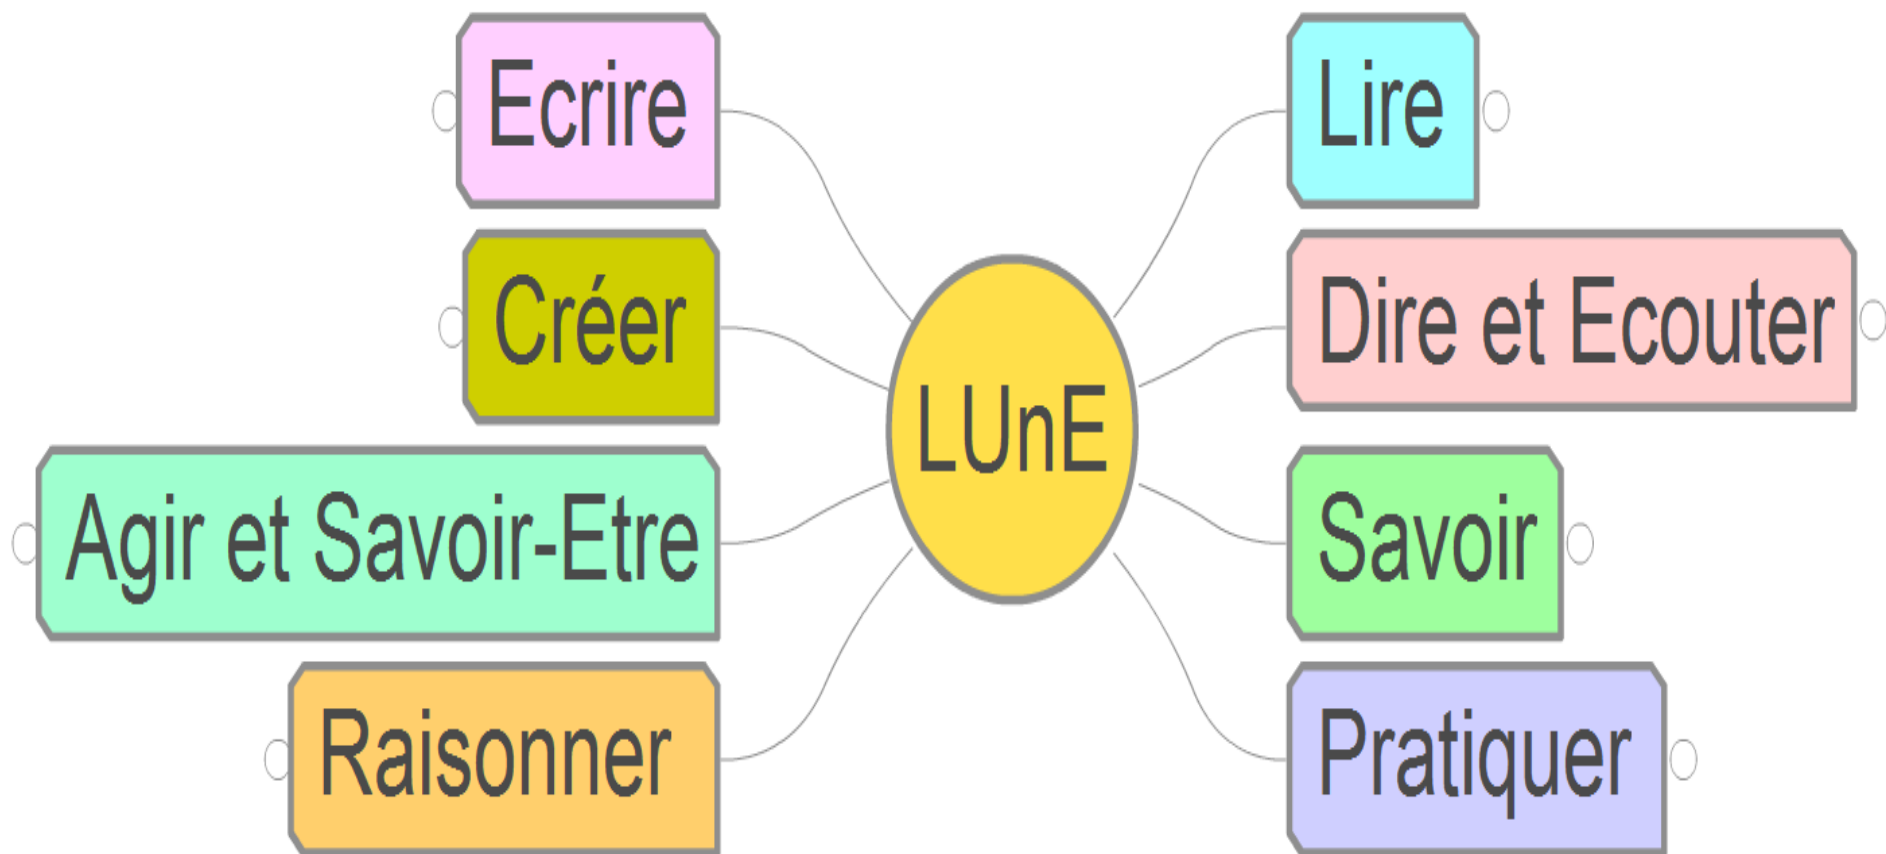 Ecrire
Créer
Agir et Savoir-Etre
Raisonner
LUnE
Lire
Dire et Ecouter
Savoir
Pratiquer